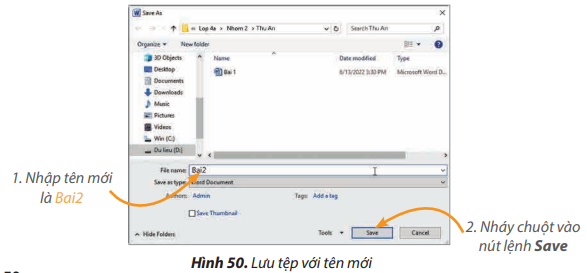 Save As
« Lop 4a > Nhom 2 > Thu An
Search Thu An
Organize
New folder
3D Objects
Desktop
Documents
Downloads
Music
Pictures
Videos
Win (C:)
Du lieu (D:)
Name
Date modified
Type
Bai 1
6/13/2022 3:30 PM
Microsoft Word D...
File name: Bai2
Save as type: Word Document
Authors: Admin
Tags: Add a tag
Save Thumbnail
Hide Folders
Tools
Save
Cancel
1. Nhập tên mới
là Bai2
2. Nháy chuột vào
nút lệnh Save
Hình 50. Lưu tệp với tên mới